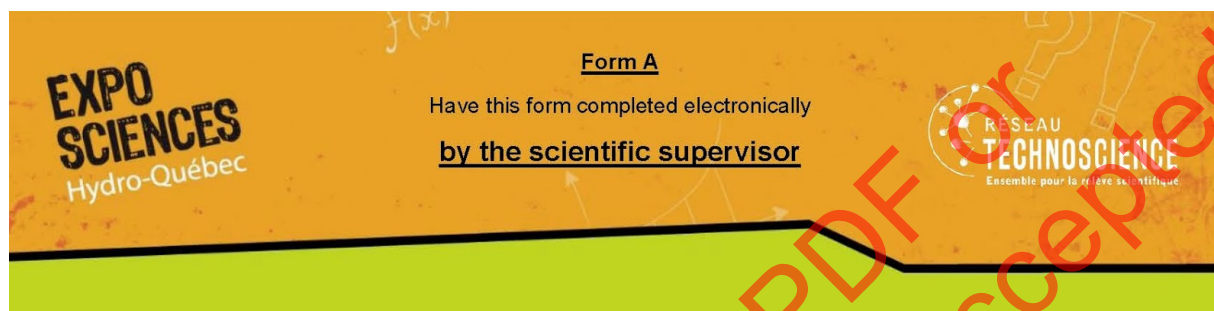 f(x)
Form A
Have this form completed electronically
by the scientific supervisor
EXPO
SCIENCES
Hydro-Québec
RÉSEAU
TECHNOSCIENCE
Ensemble pour la relève scientifique
?!
PDF or